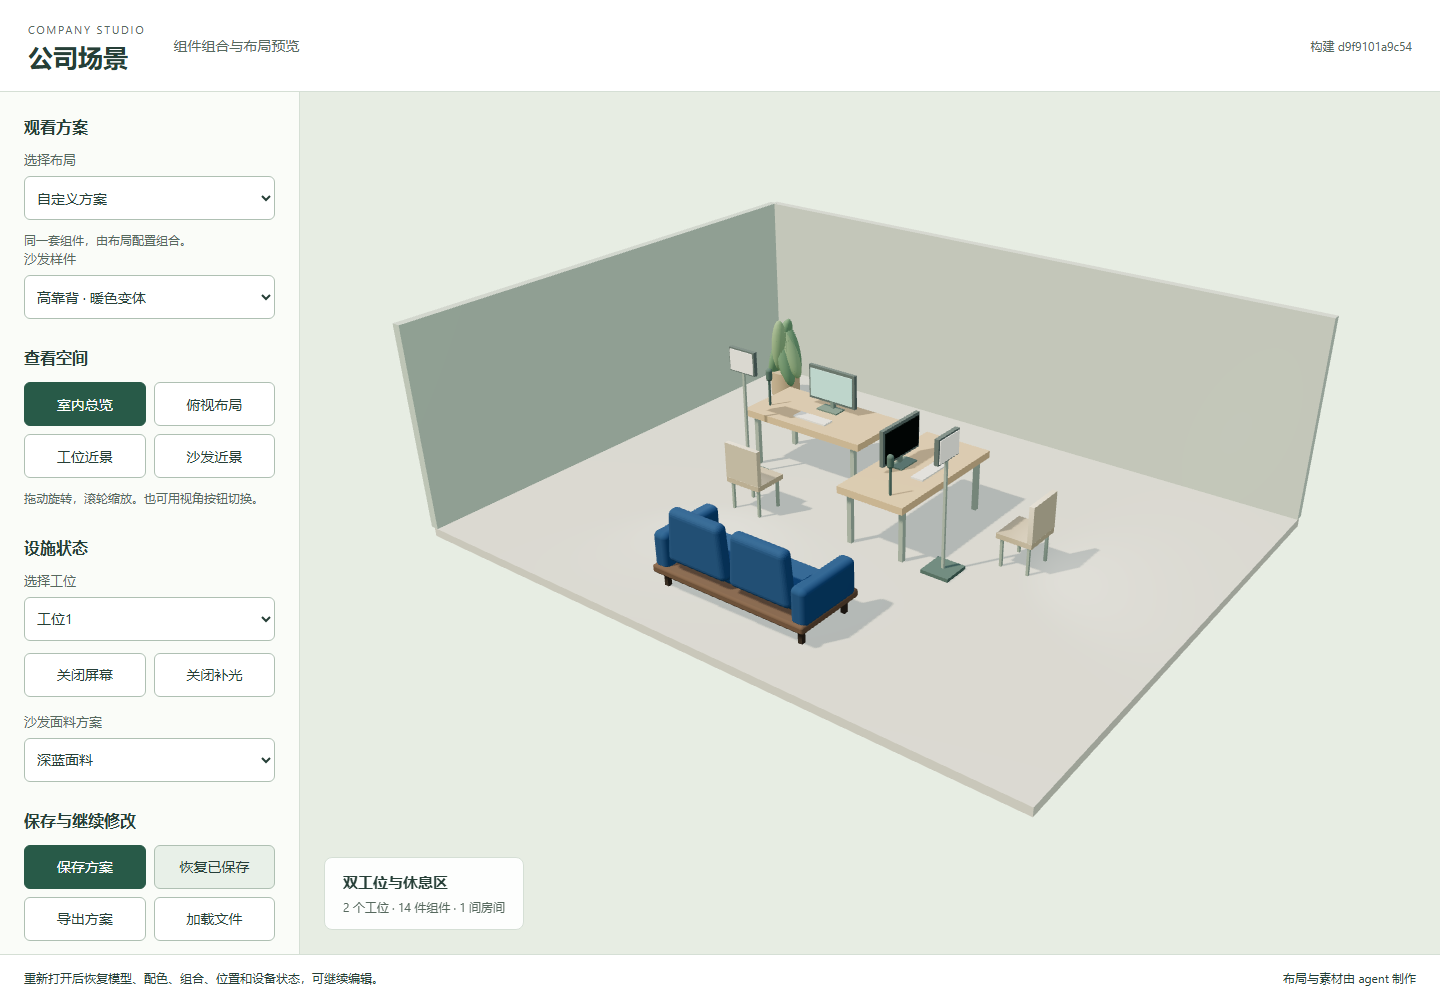 COMPANY STUDIO
公司场景
组件组合与布局预览
构建 d9f9101a9c54
观看方案
选择布局
自定义方案
同一套组件，由布局配置组合。
沙发样件
高靠背 · 暖色变体
查看空间
室内总览
俯视布局
工位近景
沙发近景
拖动旋转，滚轮缩放。也可用视角按钮切换。
设施状态
选择工位
工位1
关闭屏幕
关闭补光
沙发面料方案
深蓝面料
保存与继续修改
保存方案
恢复已保存
导出方案
加载文件
双工位与休息区
2 个工位 · 14 件组件 · 1 间房间
重新打开后恢复模型、配色、组合、位置和设备状态，可继续编辑。
布局与素材由 agent 制作